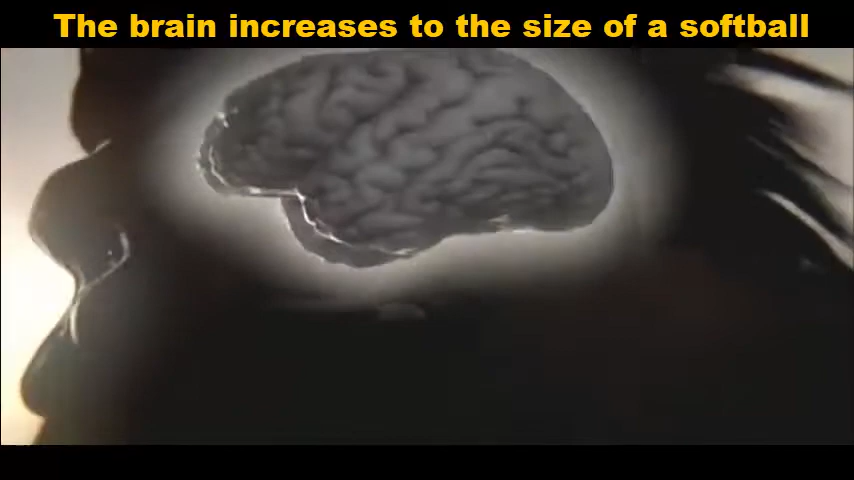 The brain increases to the size of a softball